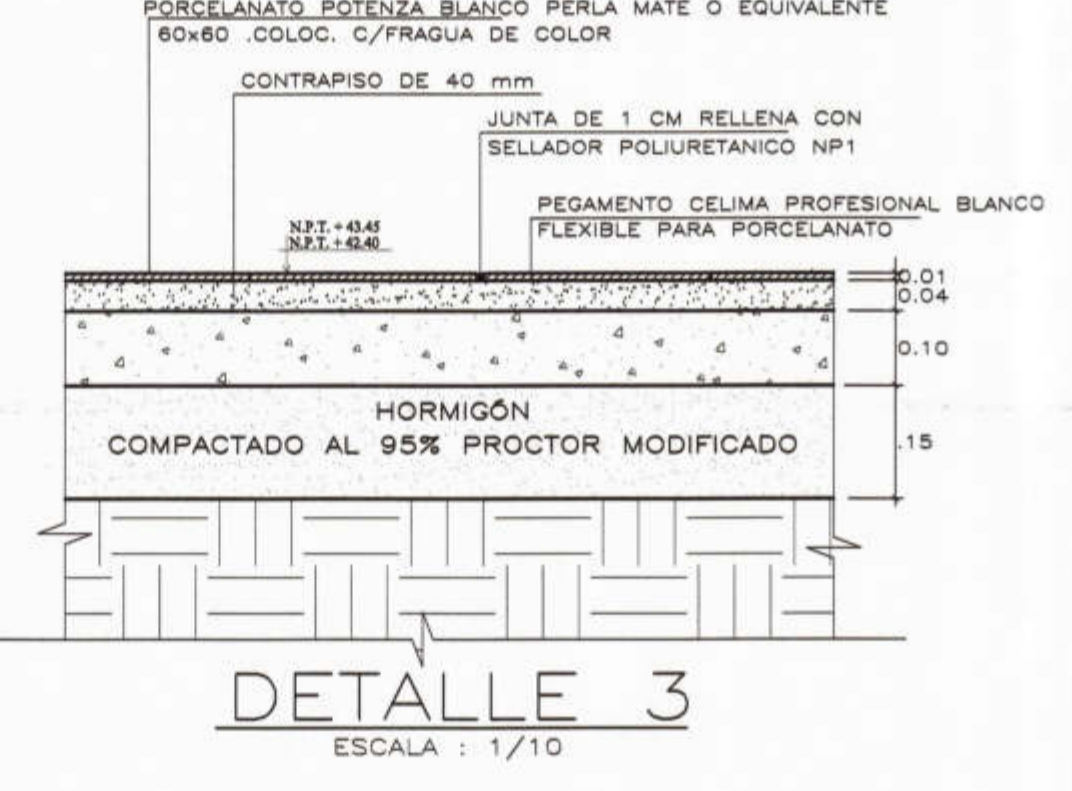 PORCELANATO POTENZA BLANCO PERLA MATE O EQUIVALENTE
60x60 .COLOC. C/FRAGUA DE COLOR
CONTRAPISO DE 40 mm
JUNTA DE 1 CM RELLENA CON
SELLADOR POLIURETANICO NP1
PEGAMENTO CELIMA PROFESIONAL BLANCO
FLEXIBLE PARA PORCELANATO
N.P.T. + 43.45
N.P.T. + 42.40
0.01
0.04
0.10
HORMIGÓN
COMPACTADO AL 95% PROCTOR MODIFICADO
.15
DETALLE 3
ESCALA : 1/10